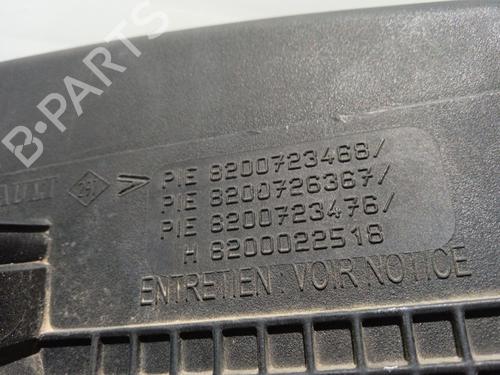 B-PARTS
PIE 8200723468/
PIE 8200726367/
PIE 8200723476/
H 8200022518
ENTRETIEN : VOIR NOTICE